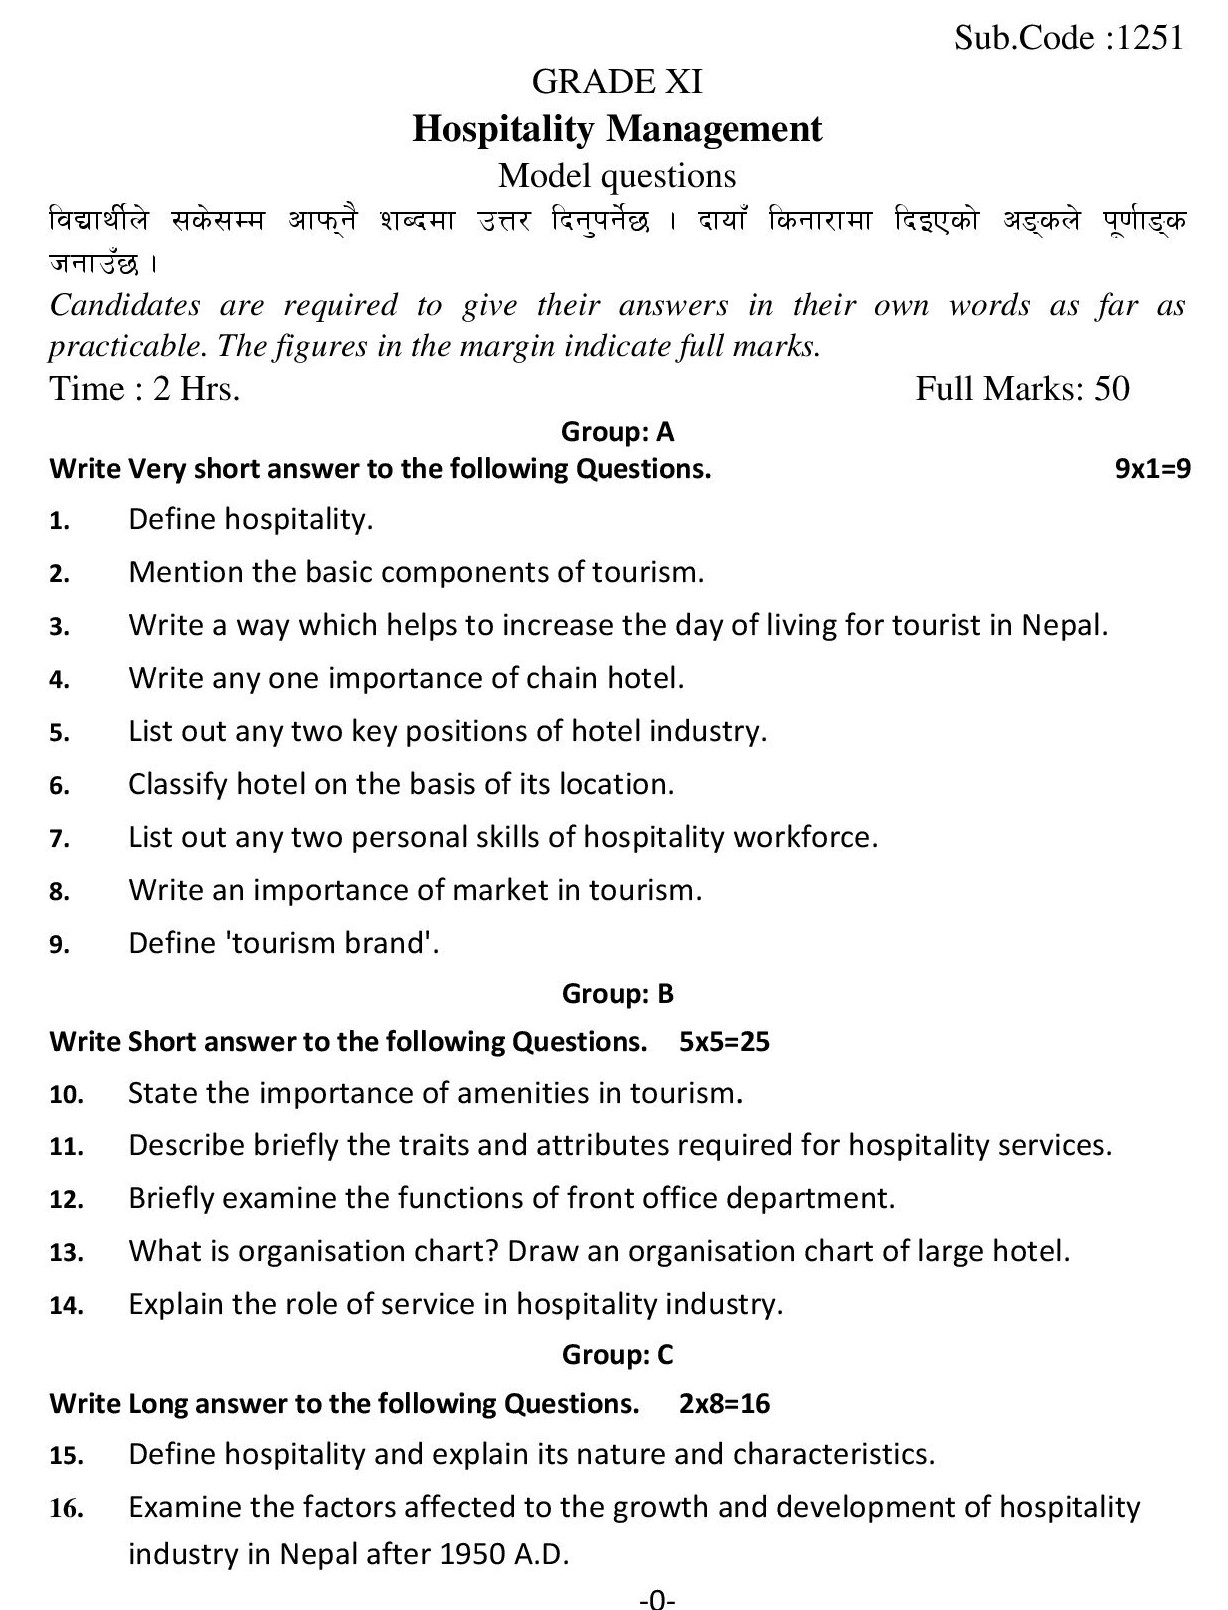 Sub.Code :1251
GRADE XI
Hospitality Management
Model questions
विद्यार्थीले सकेसम्म आफ्‌नै शब्दमा उत्तर दिनुपर्नेछ । दायाँ किनारामा दिइएको अङ्कले पूर्णाङ्क
जनाउँछ ।
Candidates are required to give their answers in their own words as far as
practicable. The figures in the margin indicate full marks.
Time : 2 Hrs. Full Marks: 50
Group: A
Write Very short answer to the following Questions. 9x1=9
1. Define hospitality.
2. Mention the basic components of tourism.
3. Write a way which helps to increase the day of living for tourist in Nepal.
4. Write any one importance of chain hotel.
5. List out any two key positions of hotel industry.
6. Classify hotel on the basis of its location.
7. List out any two personal skills of hospitality workforce.
8. Write an importance of market in tourism.
9. Define 'tourism brand'.
Group: B
Write Short answer to the following Questions. 5x5=25
10. State the importance of amenities in tourism.
11. Describe briefly the traits and attributes required for hospitality services.
12. Briefly examine the functions of front office department.
13. What is organisation chart? Draw an organisation chart of large hotel.
14. Explain the role of service in hospitality industry.
Group: C
Write Long answer to the following Questions. 2x8=16
15. Define hospitality and explain its nature and characteristics.
16. Examine the factors affected to the growth and development of hospitality
industry in Nepal after 1950 A.D.
-0-